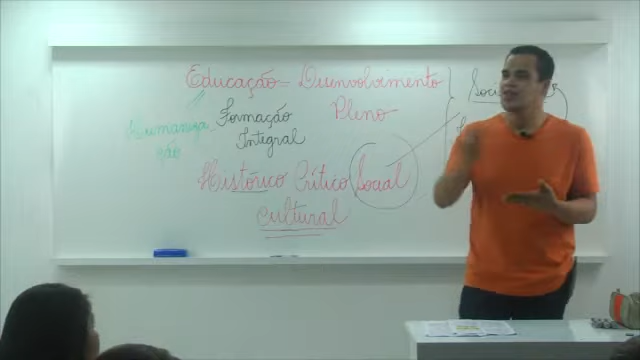 Educação - Desenvolvimento
Formação Pleno
Humaniza
ção
Integral
Histórico Crítico Social
Cultural